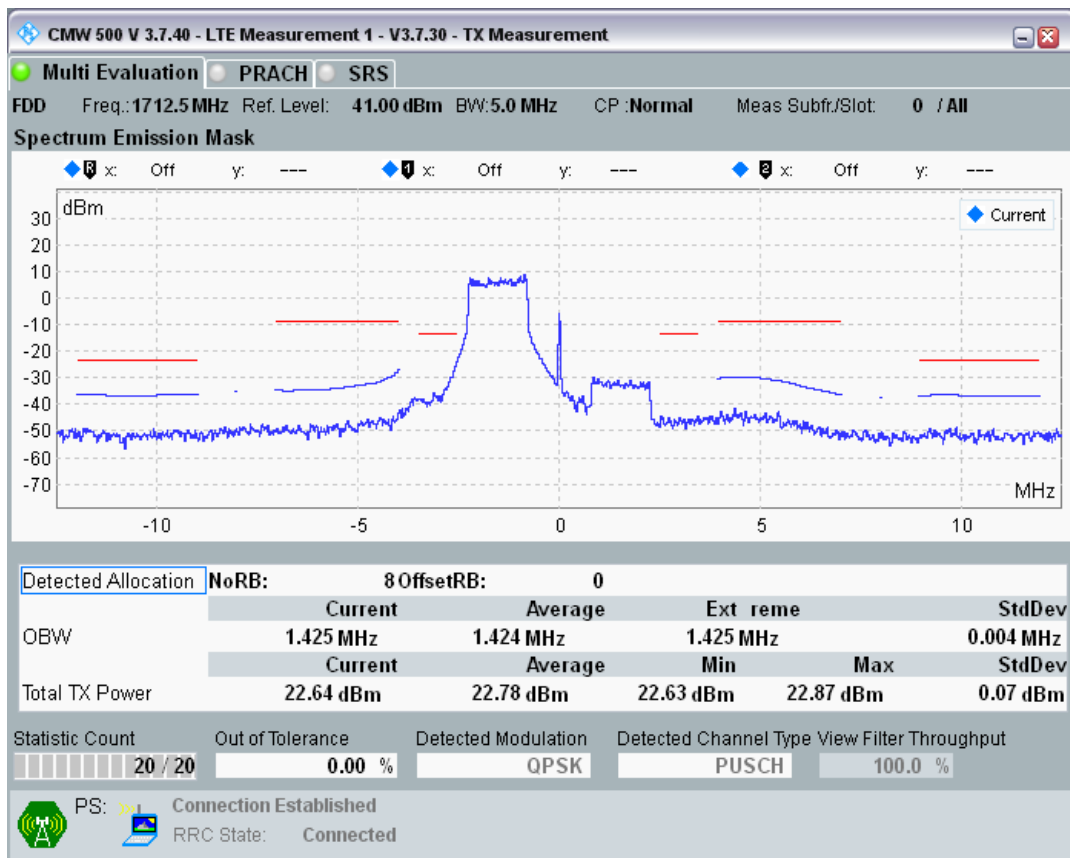 CMW 500 V 3.7.40 - LTE Measurement 1 - V3.7.30 - TX Measurement
Multi Evaluation PRACH SRS
FDD Freq.:1712.5 MHz Ref. Level: 41.00 dBm BW:5.0 MHz CP :Normal Meas Subfr./Slot: 0 / All
Spectrum Emission Mask
R x: Off y: --- 1 x: Off y: --- 2 x: Off y: ---
dBm
Current
30
20
10
0
-10
-20
-30
-40
-50
-60
-70
MHz
-10 -5 0 5 10
Detected Allocation NoRB: 8 OffsetRB: 0
Current Average Ext reme StdDev
OBW 1.425 MHz 1.424 MHz 1.425 MHz 0.004 MHz
Current Average Min Max StdDev
Total TX Power 22.64 dBm 22.78 dBm 22.63 dBm 22.87 dBm 0.07 dBm
Statistic Count Out of Tolerance Detected Modulation Detected Channel Type View Filter Throughput
20 / 20 0.00 % QPSK PUSCH 100.0 %
PS: Connection Established
RRC State: Connected